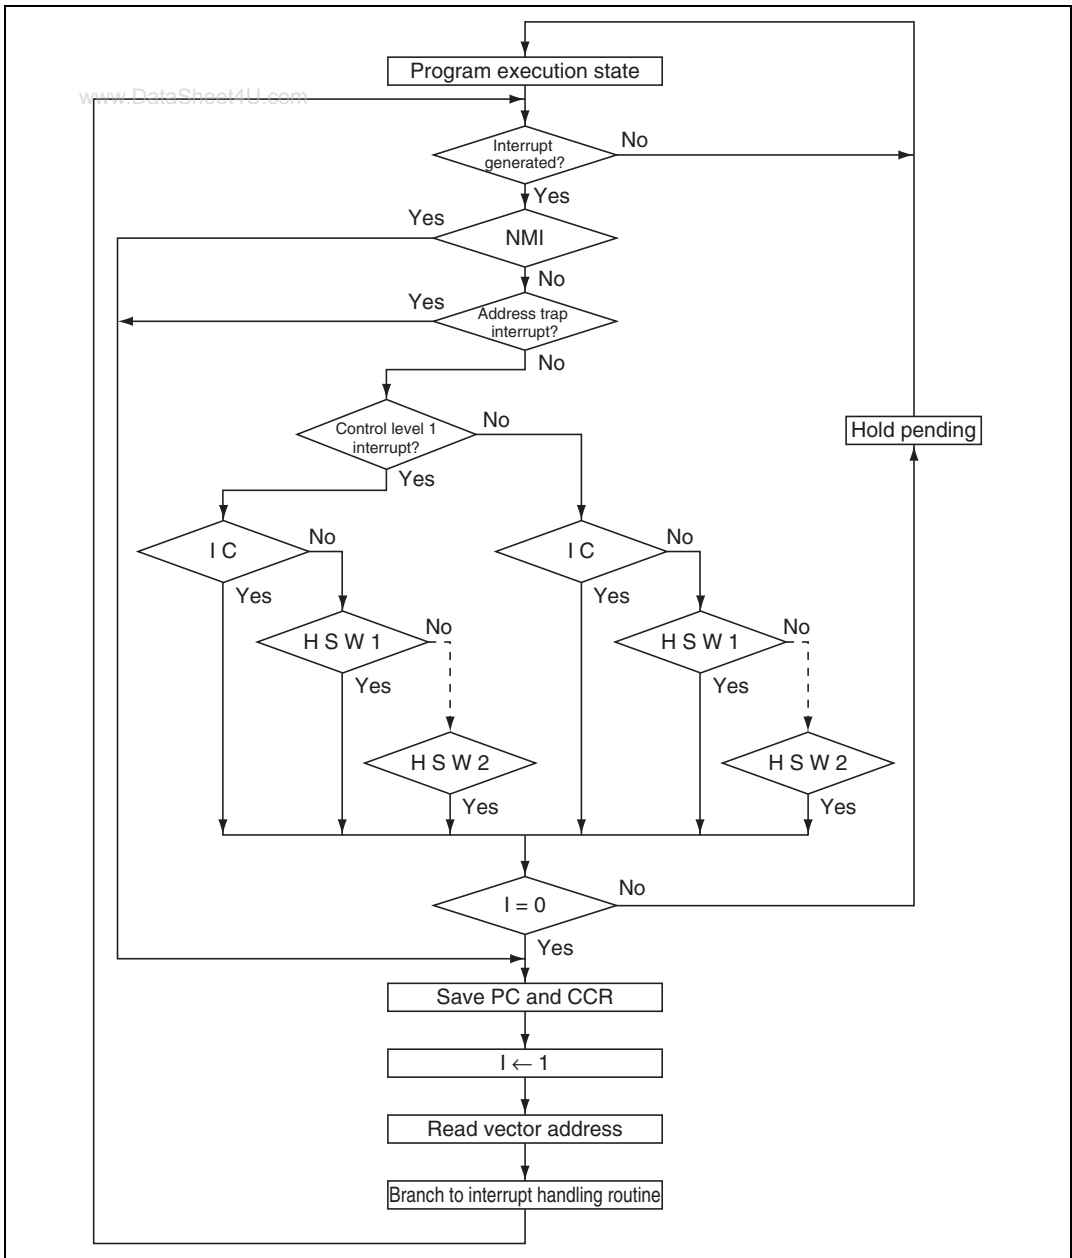 Program execution state
www.DataSheet4U.com
Interrupt
generated?
No
Yes
Yes
NMI
No
Yes
Address trap
interrupt?
No
Control level 1
interrupt?
No
Hold pending
Yes
I C
No
I C
No
Yes
Yes
H S W 1
No
H S W 1
No
Yes
Yes
H S W 2
H S W 2
Yes
Yes
I = 0
No
Yes
Save PC and CCR
I ← 1
Read vector address
Branch to interrupt handling routine